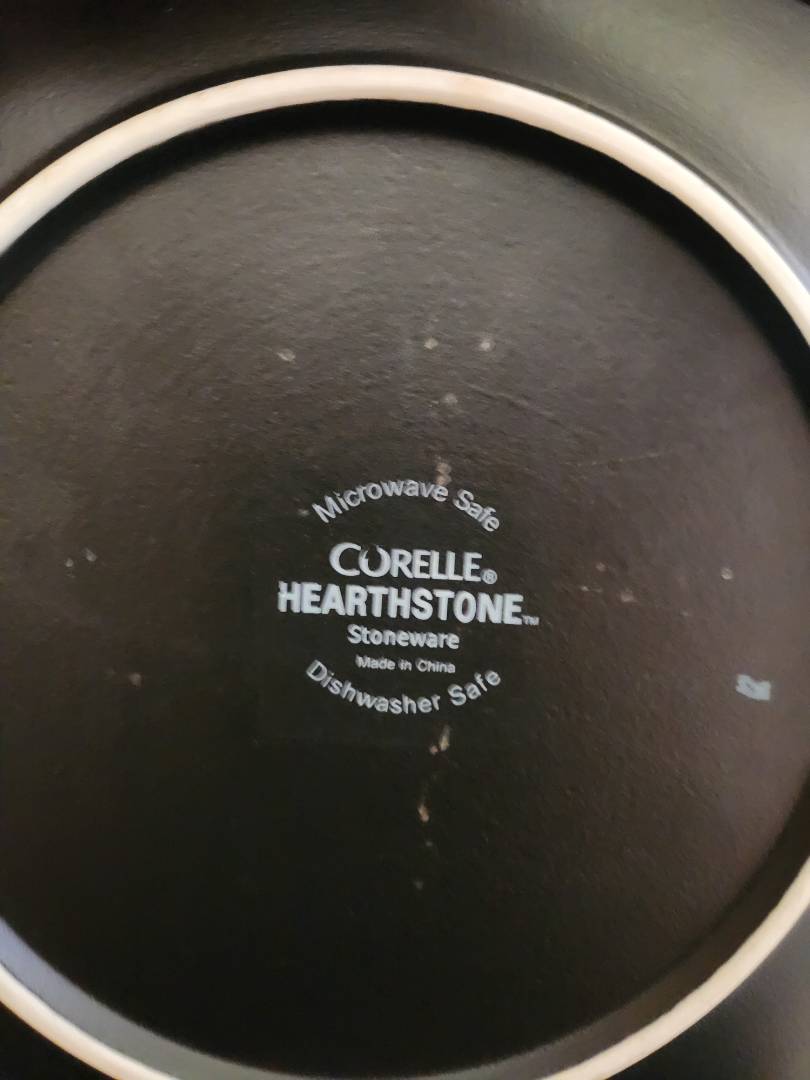 Microwave Safe
CORELLE®
HEARTHSTONE™
Stoneware
Made in China
Dishwasher Safe